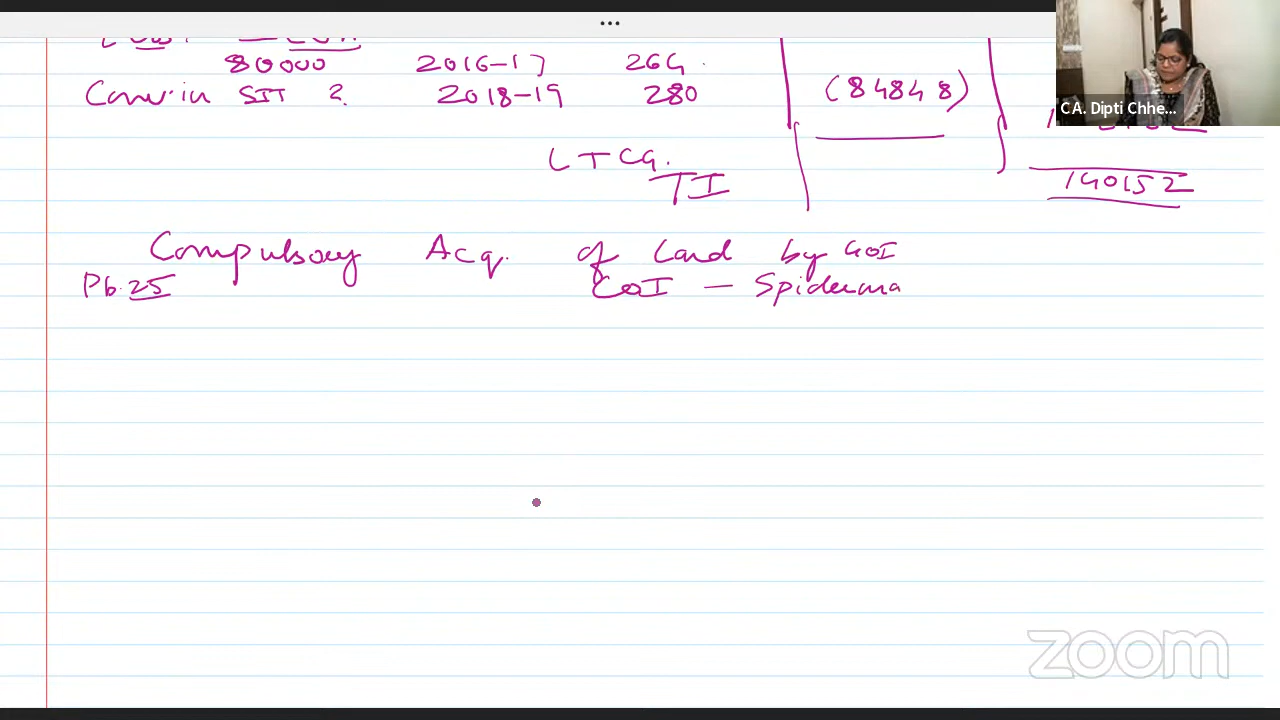 80000 2016-17 264
Conv. in SIT 2018-19 280 (84848)
CA. Dipti Chhe...
LTCG.
TI
140152
Compulsory Acq. of Land by GOI
Pb. 25 COI — Spiderma
zoom